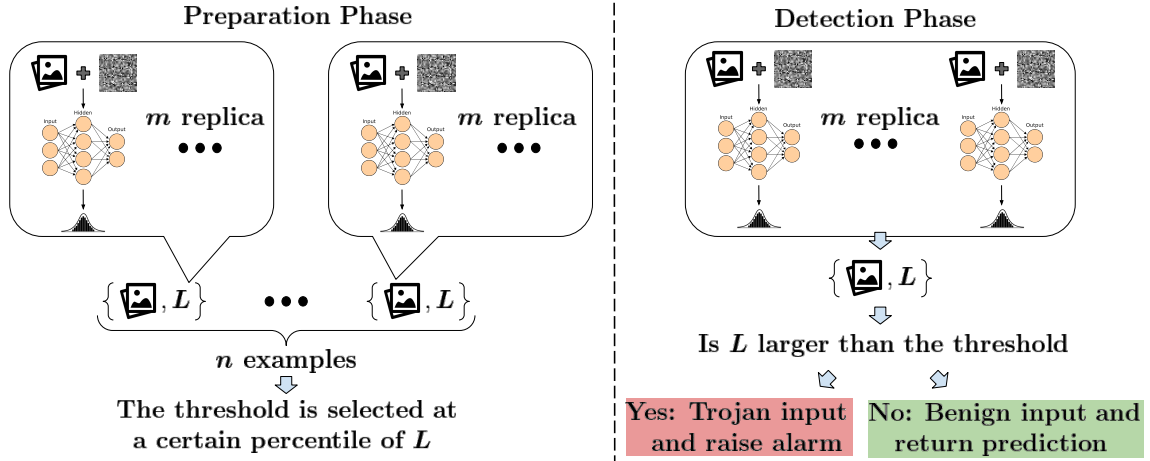 Preparation Phase
Input
Hidden
Output
m replica
Input
Hidden
Output
m replica
{ , L}
{ , L}
n examples
The threshold is selected at
a certain percentile of L
Detection Phase
Input
Hidden
Output
m replica
Input
Hidden
Output
{ , L}
Is L larger than the threshold
Yes: Trojan input
and raise alarm
No: Benign input and
return prediction